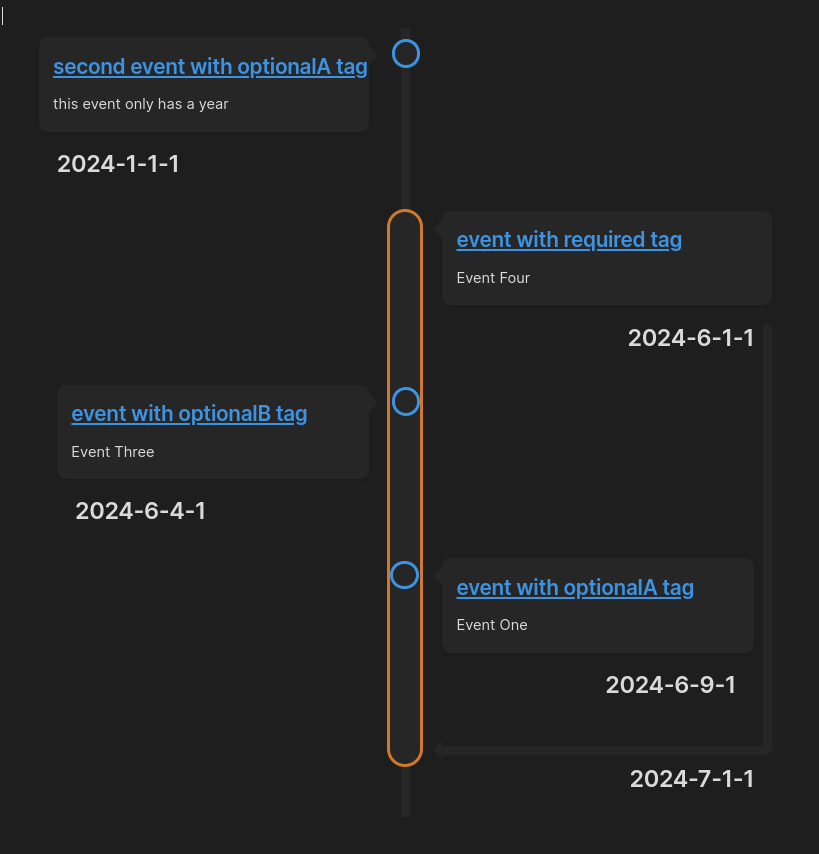 second event with optionalA tag
this event only has a year
2024-1-1-1
event with required tag
Event Four
2024-6-1-1
event with optionalB tag
Event Three
2024-6-4-1
event with optionalA tag
Event One
2024-6-9-1
2024-7-1-1